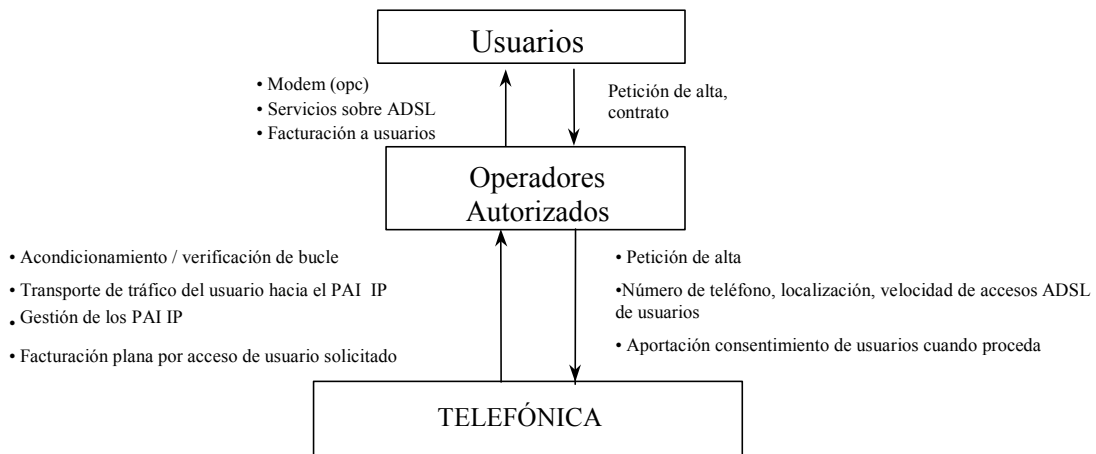 Usuarios
• Modem (opc)
• Servicios sobre ADSL
• Facturación a usuarios
Petición de alta,
contrato
Operadores
Autorizados
• Acondicionamiento / verificación de bucle
• Transporte de tráfico del usuario hacia el PAI IP
• Gestión de los PAI IP
• Facturación plana por acceso de usuario solicitado
• Petición de alta
•Número de teléfono, localización, velocidad de accesos ADSL
de usuarios
• Aportación consentimiento de usuarios cuando proceda
TELEFÓNICA